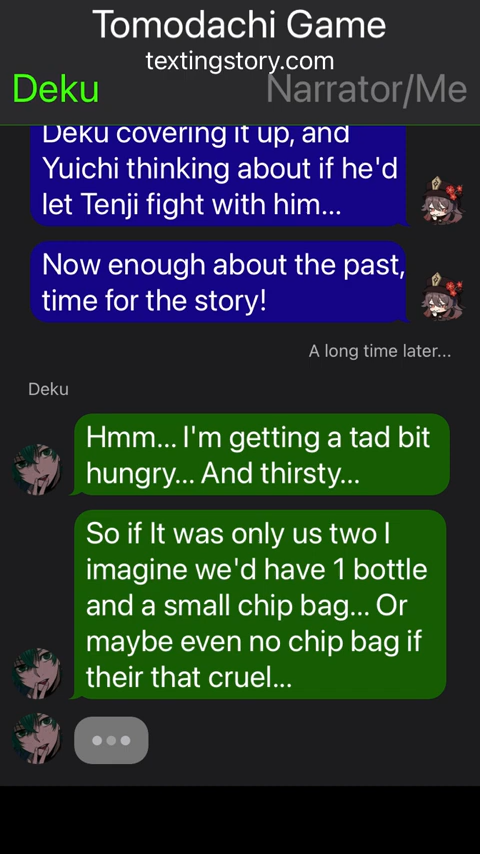 Tomodachi Game
textingstory.com
Deku
Narrator/Me
Deku covering it up, and
Yuichi thinking about if he'd
let Tenji fight with him...
Now enough about the past,
time for the story!
A long time later...
Deku
Hmm... I'm getting a tad bit
hungry... And thirsty...
So if It was only us two I
imagine we'd have 1 bottle
and a small chip bag... Or
maybe even no chip bag if
their that cruel...